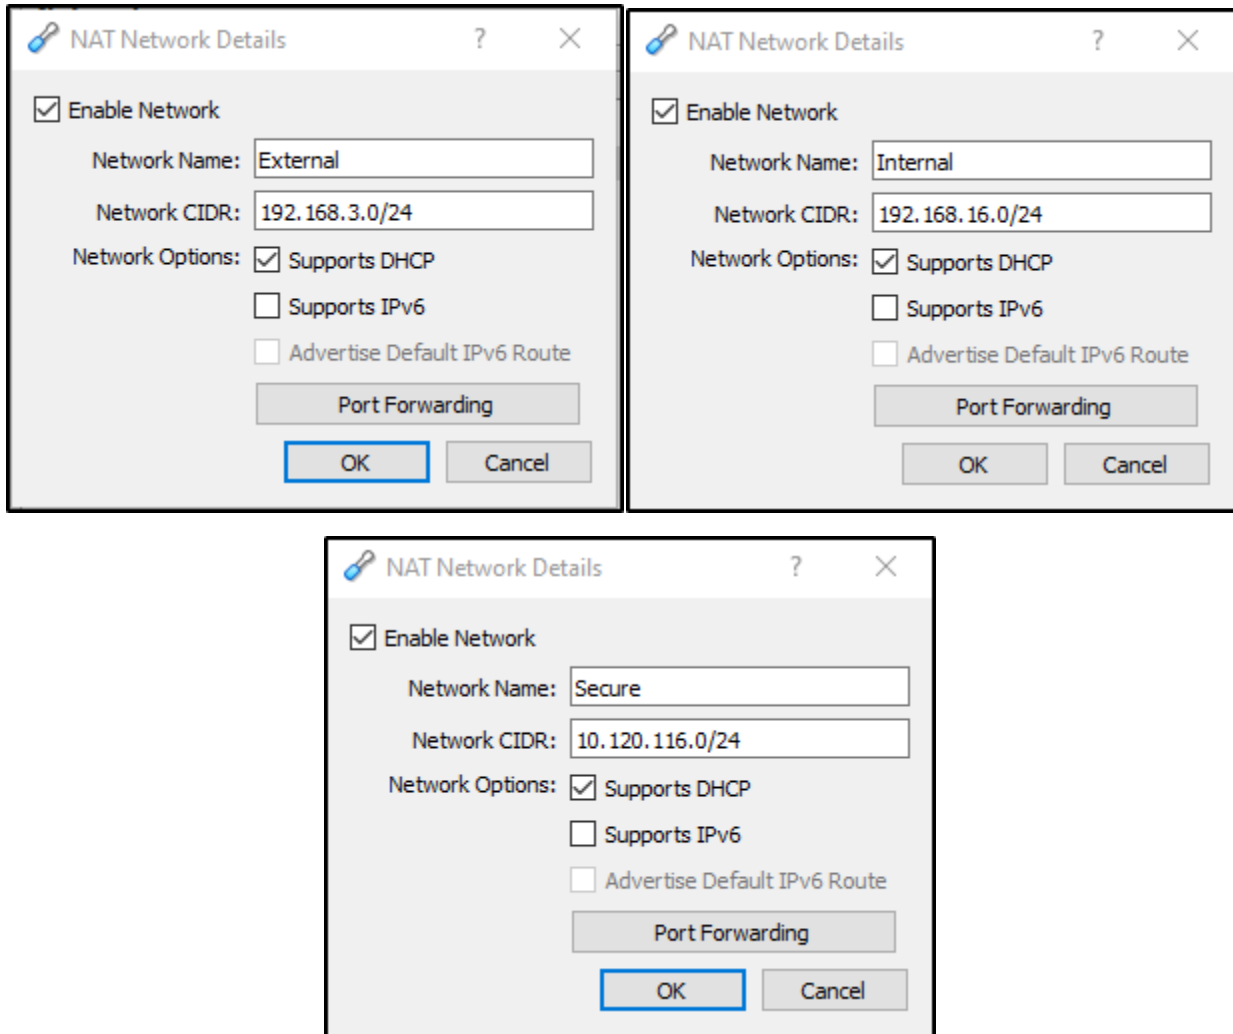 NAT Network Details ?
Enable Network
Network Name: External
Network CIDR: 192.168.3.0/24
Network Options: Supports DHCP
Supports IPv6
Advertise Default IPv6 Route
Port Forwarding
OK Cancel
NAT Network Details ?
Enable Network
Network Name: Internal
Network CIDR: 192.168.16.0/24
Network Options: Supports DHCP
Supports IPv6
Advertise Default IPv6 Route
Port Forwarding
OK Cancel
NAT Network Details ?
Enable Network
Network Name: Secure
Network CIDR: 10.120.116.0/24
Network Options: Supports DHCP
Supports IPv6
Advertise Default IPv6 Route
Port Forwarding
OK Cancel